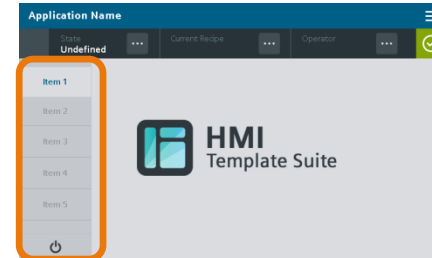 Application Name
State
Undefined
...
Current Recipe
...
Operator
...
Item 1
Item 2
Item 3
Item 4
Item 5
HMI
Template Suite